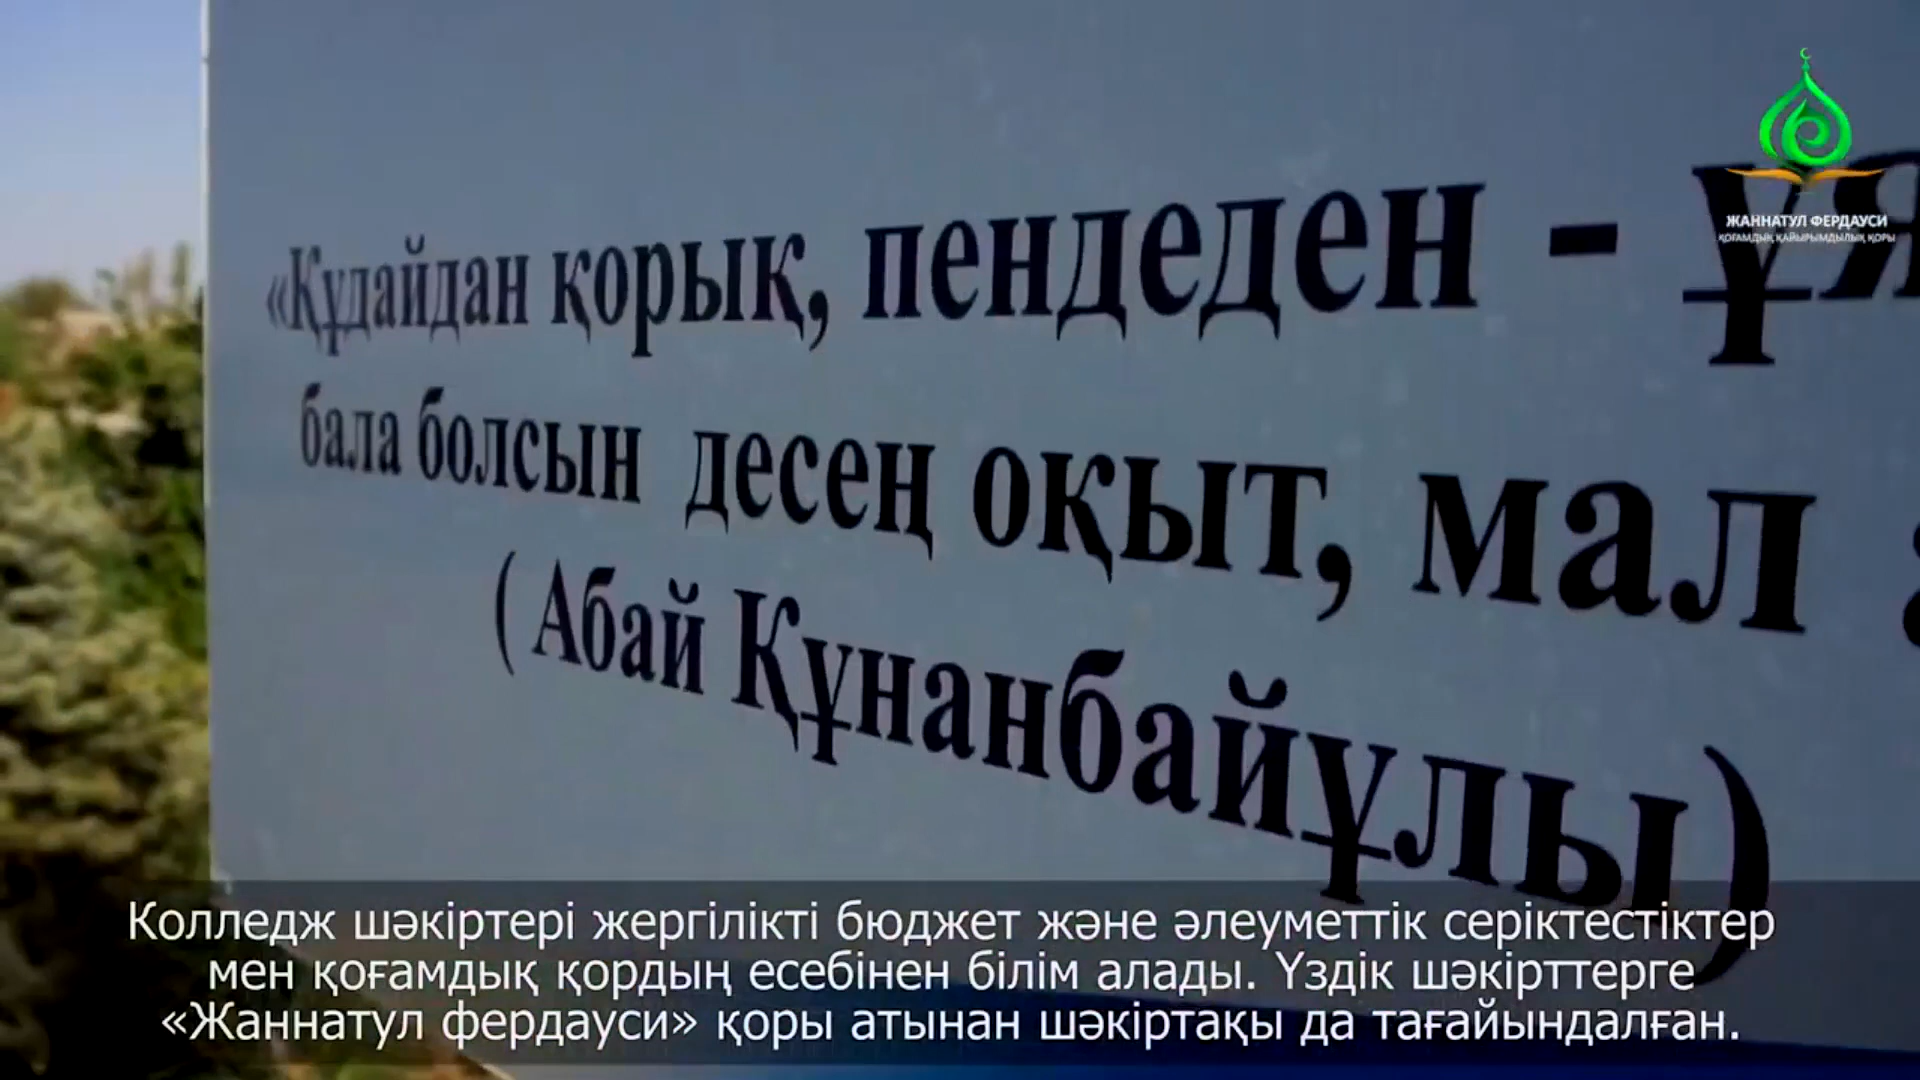 ЖАННАТУЛ ФЕРДАУСИ
ҚОҒАМДЫҚ ҚАЙЫРЫМДЫЛЫҚ ҚОРЫ
«Құдайдан қорық, пендеден - ұя
бала болсын десең оқыт, мал
( Абай Құнанбайұлы)
Колледж шәкіртері жергілікті бюджет және әлеуметтік серіктестіктер
мен қоғамдық қордың есебінен білім алады. Үздік шәкірттерге
«Жаннатул фердауси» қоры атынан шәкіртақы да тағайындалған.